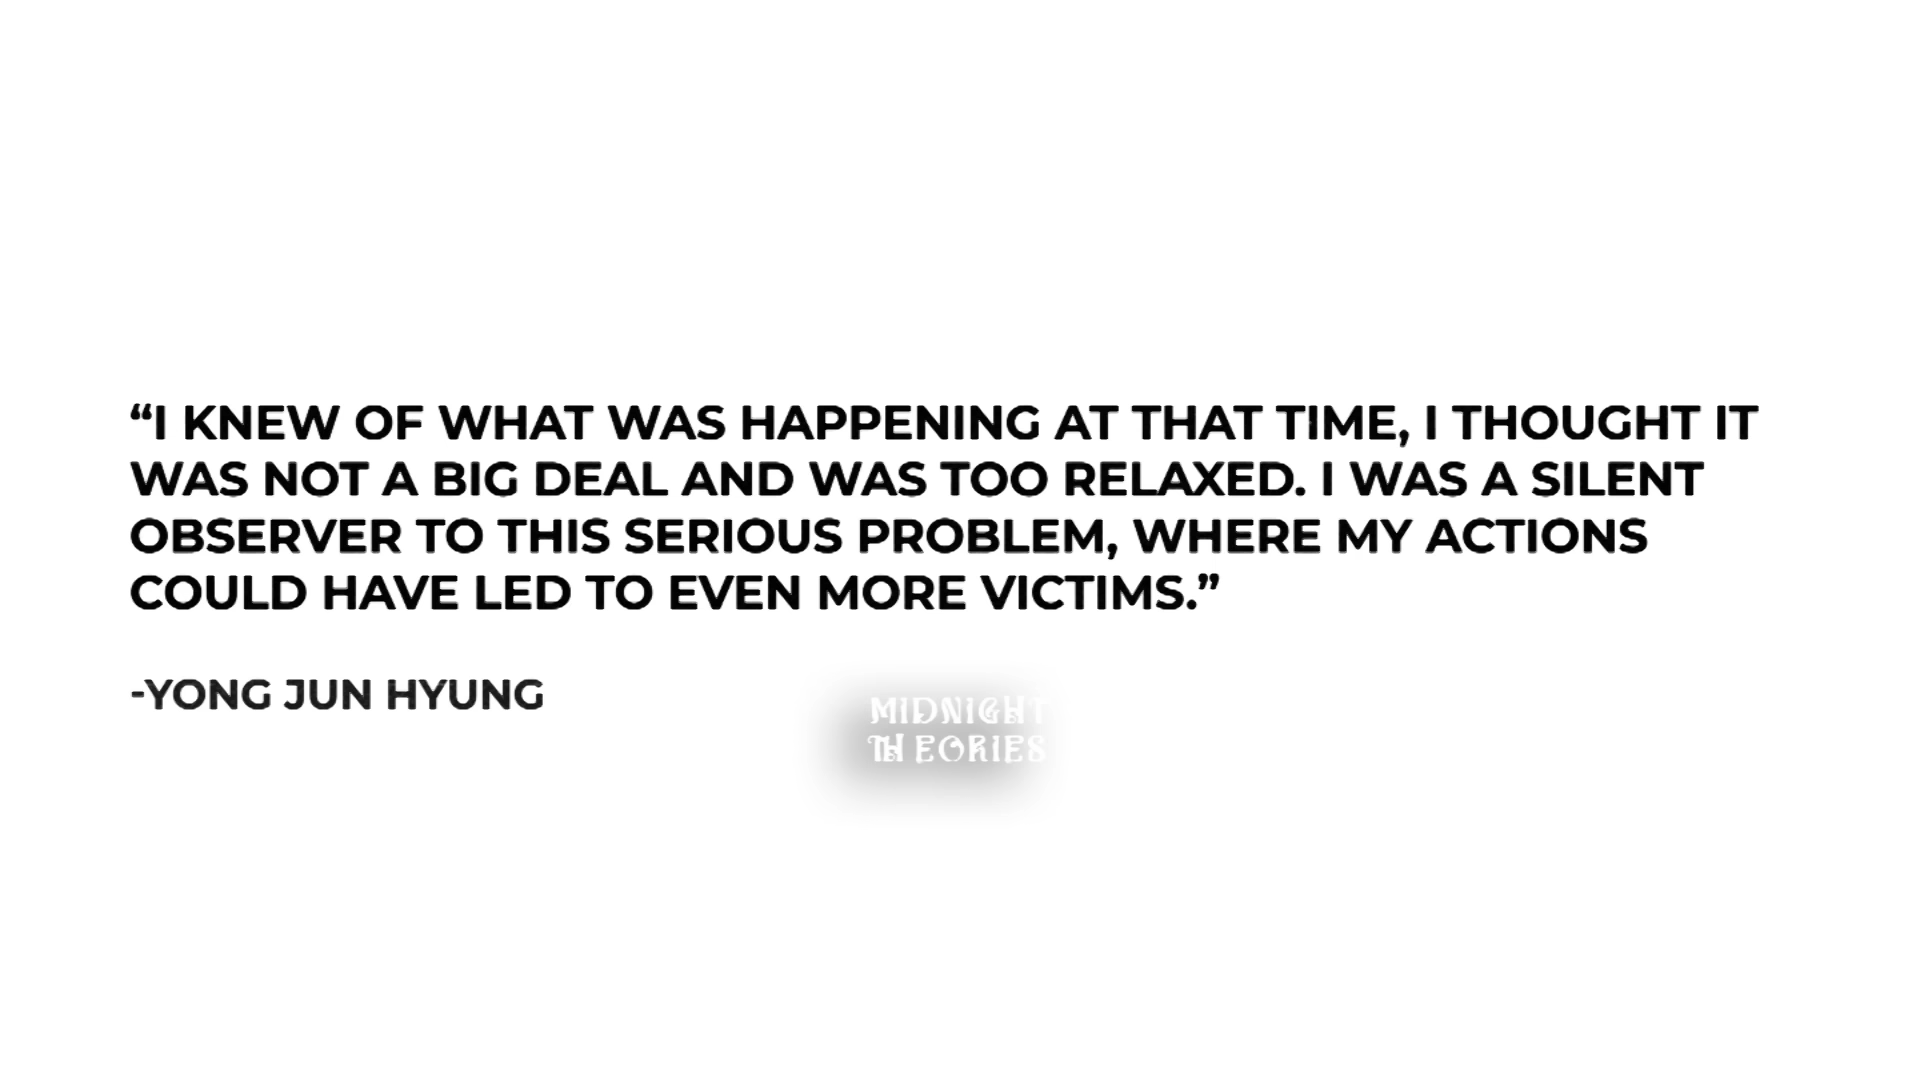 “I KNEW OF WHAT WAS HAPPENING AT THAT TIME, I THOUGHT IT
WAS NOT A BIG DEAL AND WAS TOO RELAXED. I WAS A SILENT
OBSERVER TO THIS SERIOUS PROBLEM, WHERE MY ACTIONS
COULD HAVE LED TO EVEN MORE VICTIMS.”
-YONG JUN HYUNG
MIDNIGHT
THEORIES